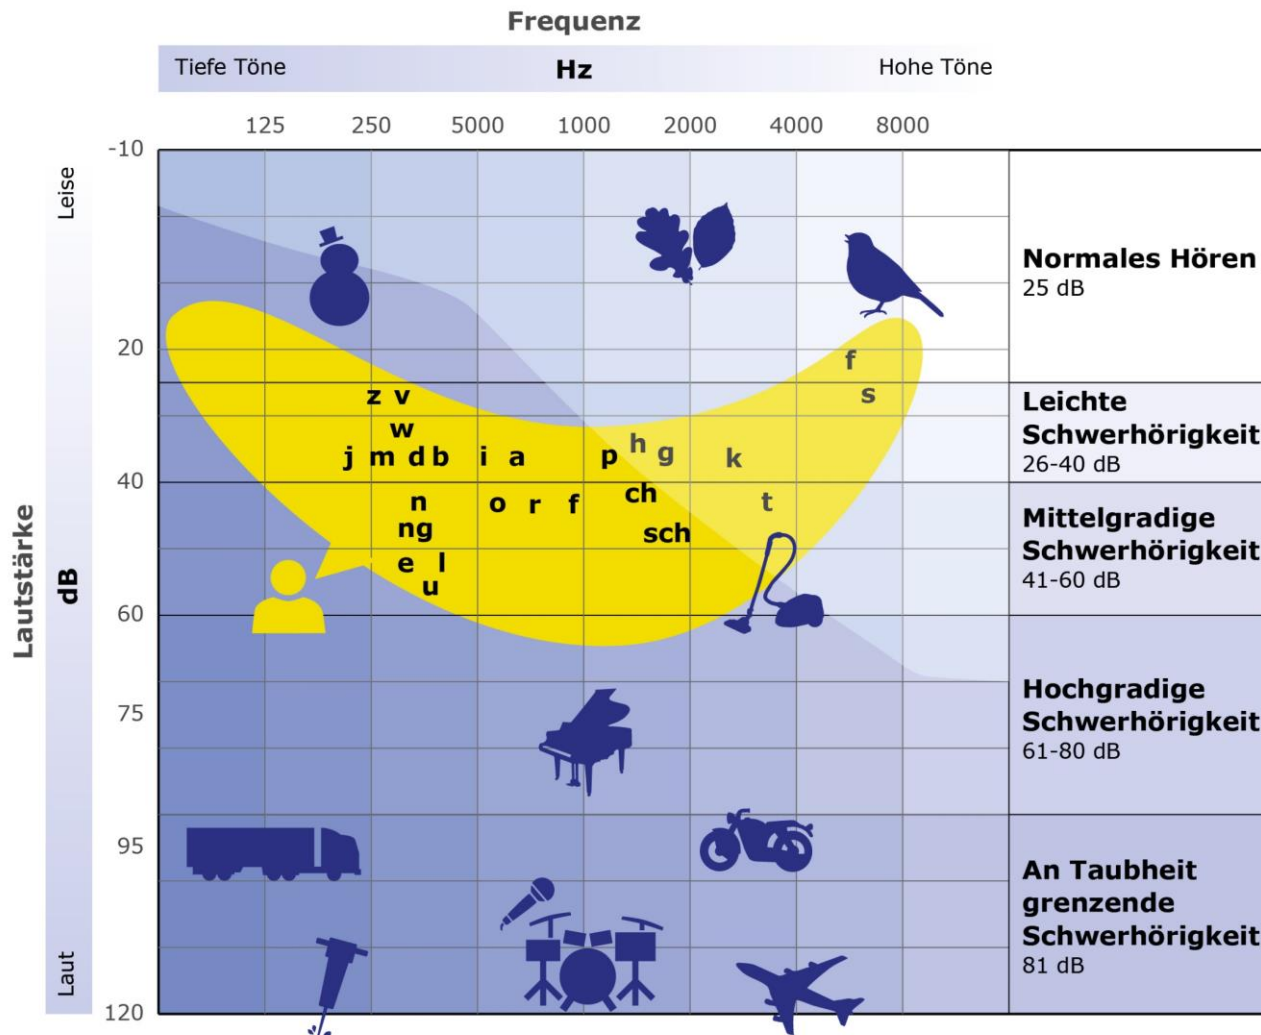 Frequenz
Tiefe Töne Hz Hohe Töne
125 250 5000 1000 2000 4000 8000
-10
Leise
Normales Hören
25 dB
20
f
s
z v
Leichte
Schwerhörigkeit
26-40 dB
w
h
j m d b i a p g k
40
n o r f ch t
ng sch
e l
u
Mittelgradige
Schwerhörigkeit
41-60 dB
Lautstärke
dB
60
Hochgradige
Schwerhörigkeit
61-80 dB
75
95
An Taubheit
grenzende
Schwerhörigkeit
81 dB
Laut
120